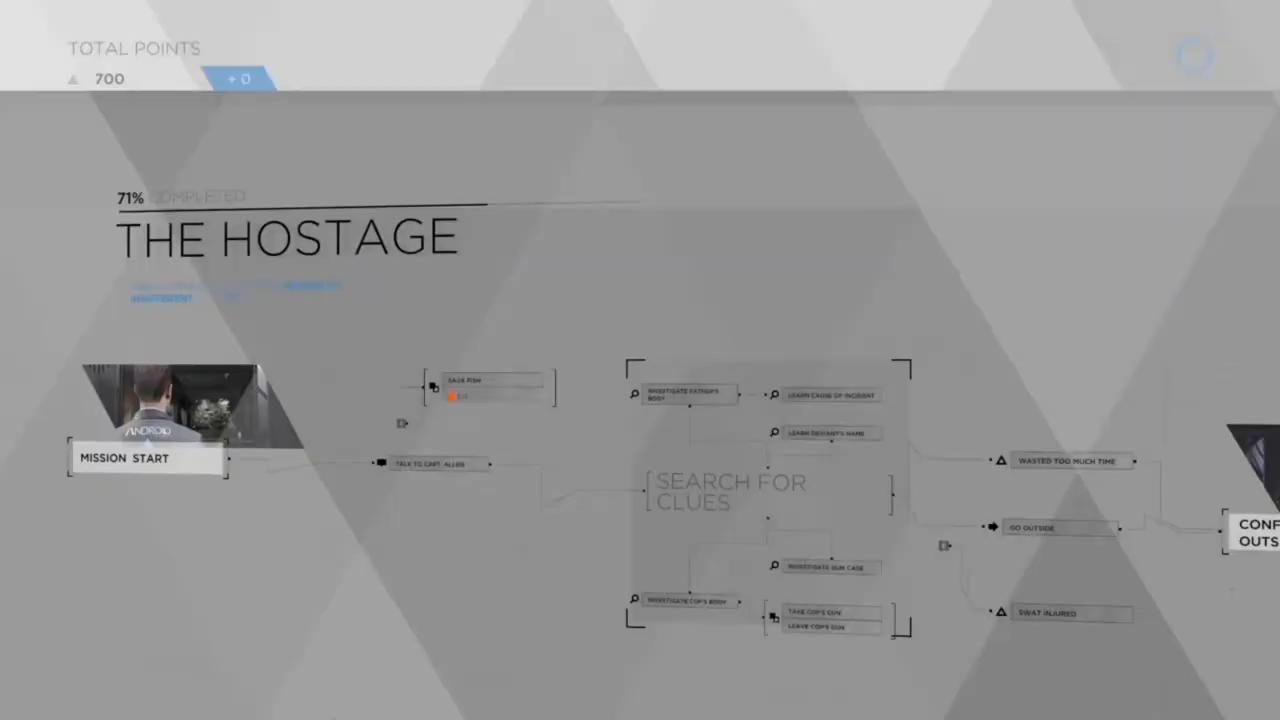 TOTAL POINTS
700
+ 0
71% COMPLETED
THE HOSTAGE
ANDROID
MISSION START
SAVE FISH
TALK TO CAPT. ALLEN
INVESTIGATE FATHER'S
BODY
LEARN CAUSE OF INCIDENT
LEARN DEVIANT'S NAME
SEARCH FOR
CLUES
INVESTIGATE GUN CASE
INVESTIGATE COP'S BODY
TAKE COP'S GUN
LEAVE COP'S GUN
WASTED TOO MUCH TIME
GO OUTSIDE
SWAT INJURED
CONF
OUTS